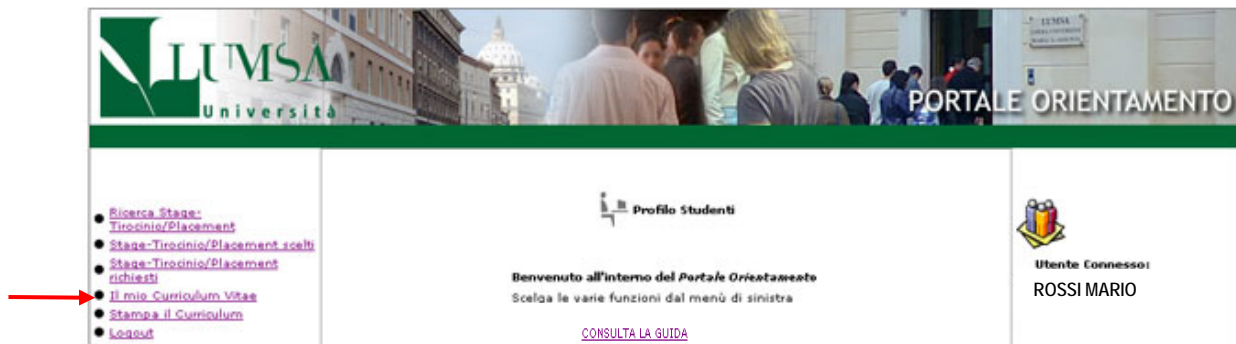 LUMSA
Università
PORTALE ORIENTAMENTO
Ricerca Stage-
Tirocinio/Placement
Stage-Tirocinio/Placement scelti
Stage-Tirocinio/Placement
richiesti
Il mio Curriculum Vitae
Stampa il Curriculum
Logout
Profilo Studenti
Benvenuto all'interno del Portale Orientamento
Scelga le varie funzioni dal menù di sinistra
CONSULTA LA GUIDA
Utente Connesso:
ROSSI MARIO